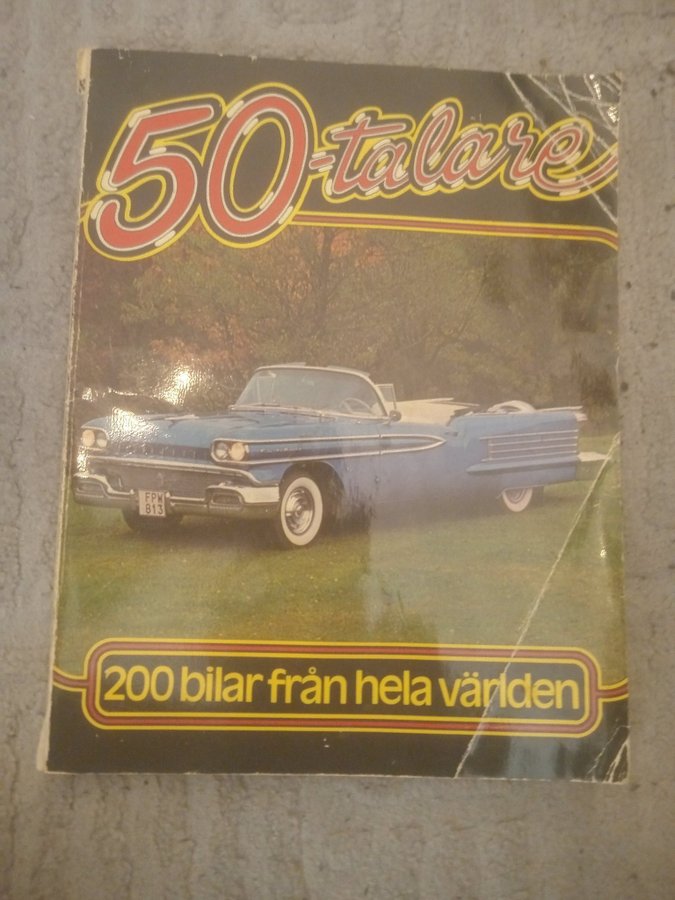 50-talare
FPW
813
200 bilar från hela världen